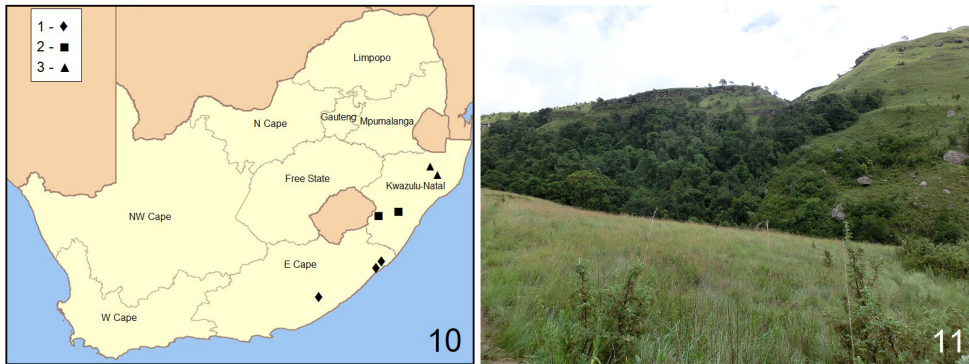 1 - ♦
2 - ■
3 - ▲
Limpopo
N Cape
Gauteng
Mpumalanga
Free State
Kwazulu-Natal
NW Cape
E Cape
W Cape
10
11